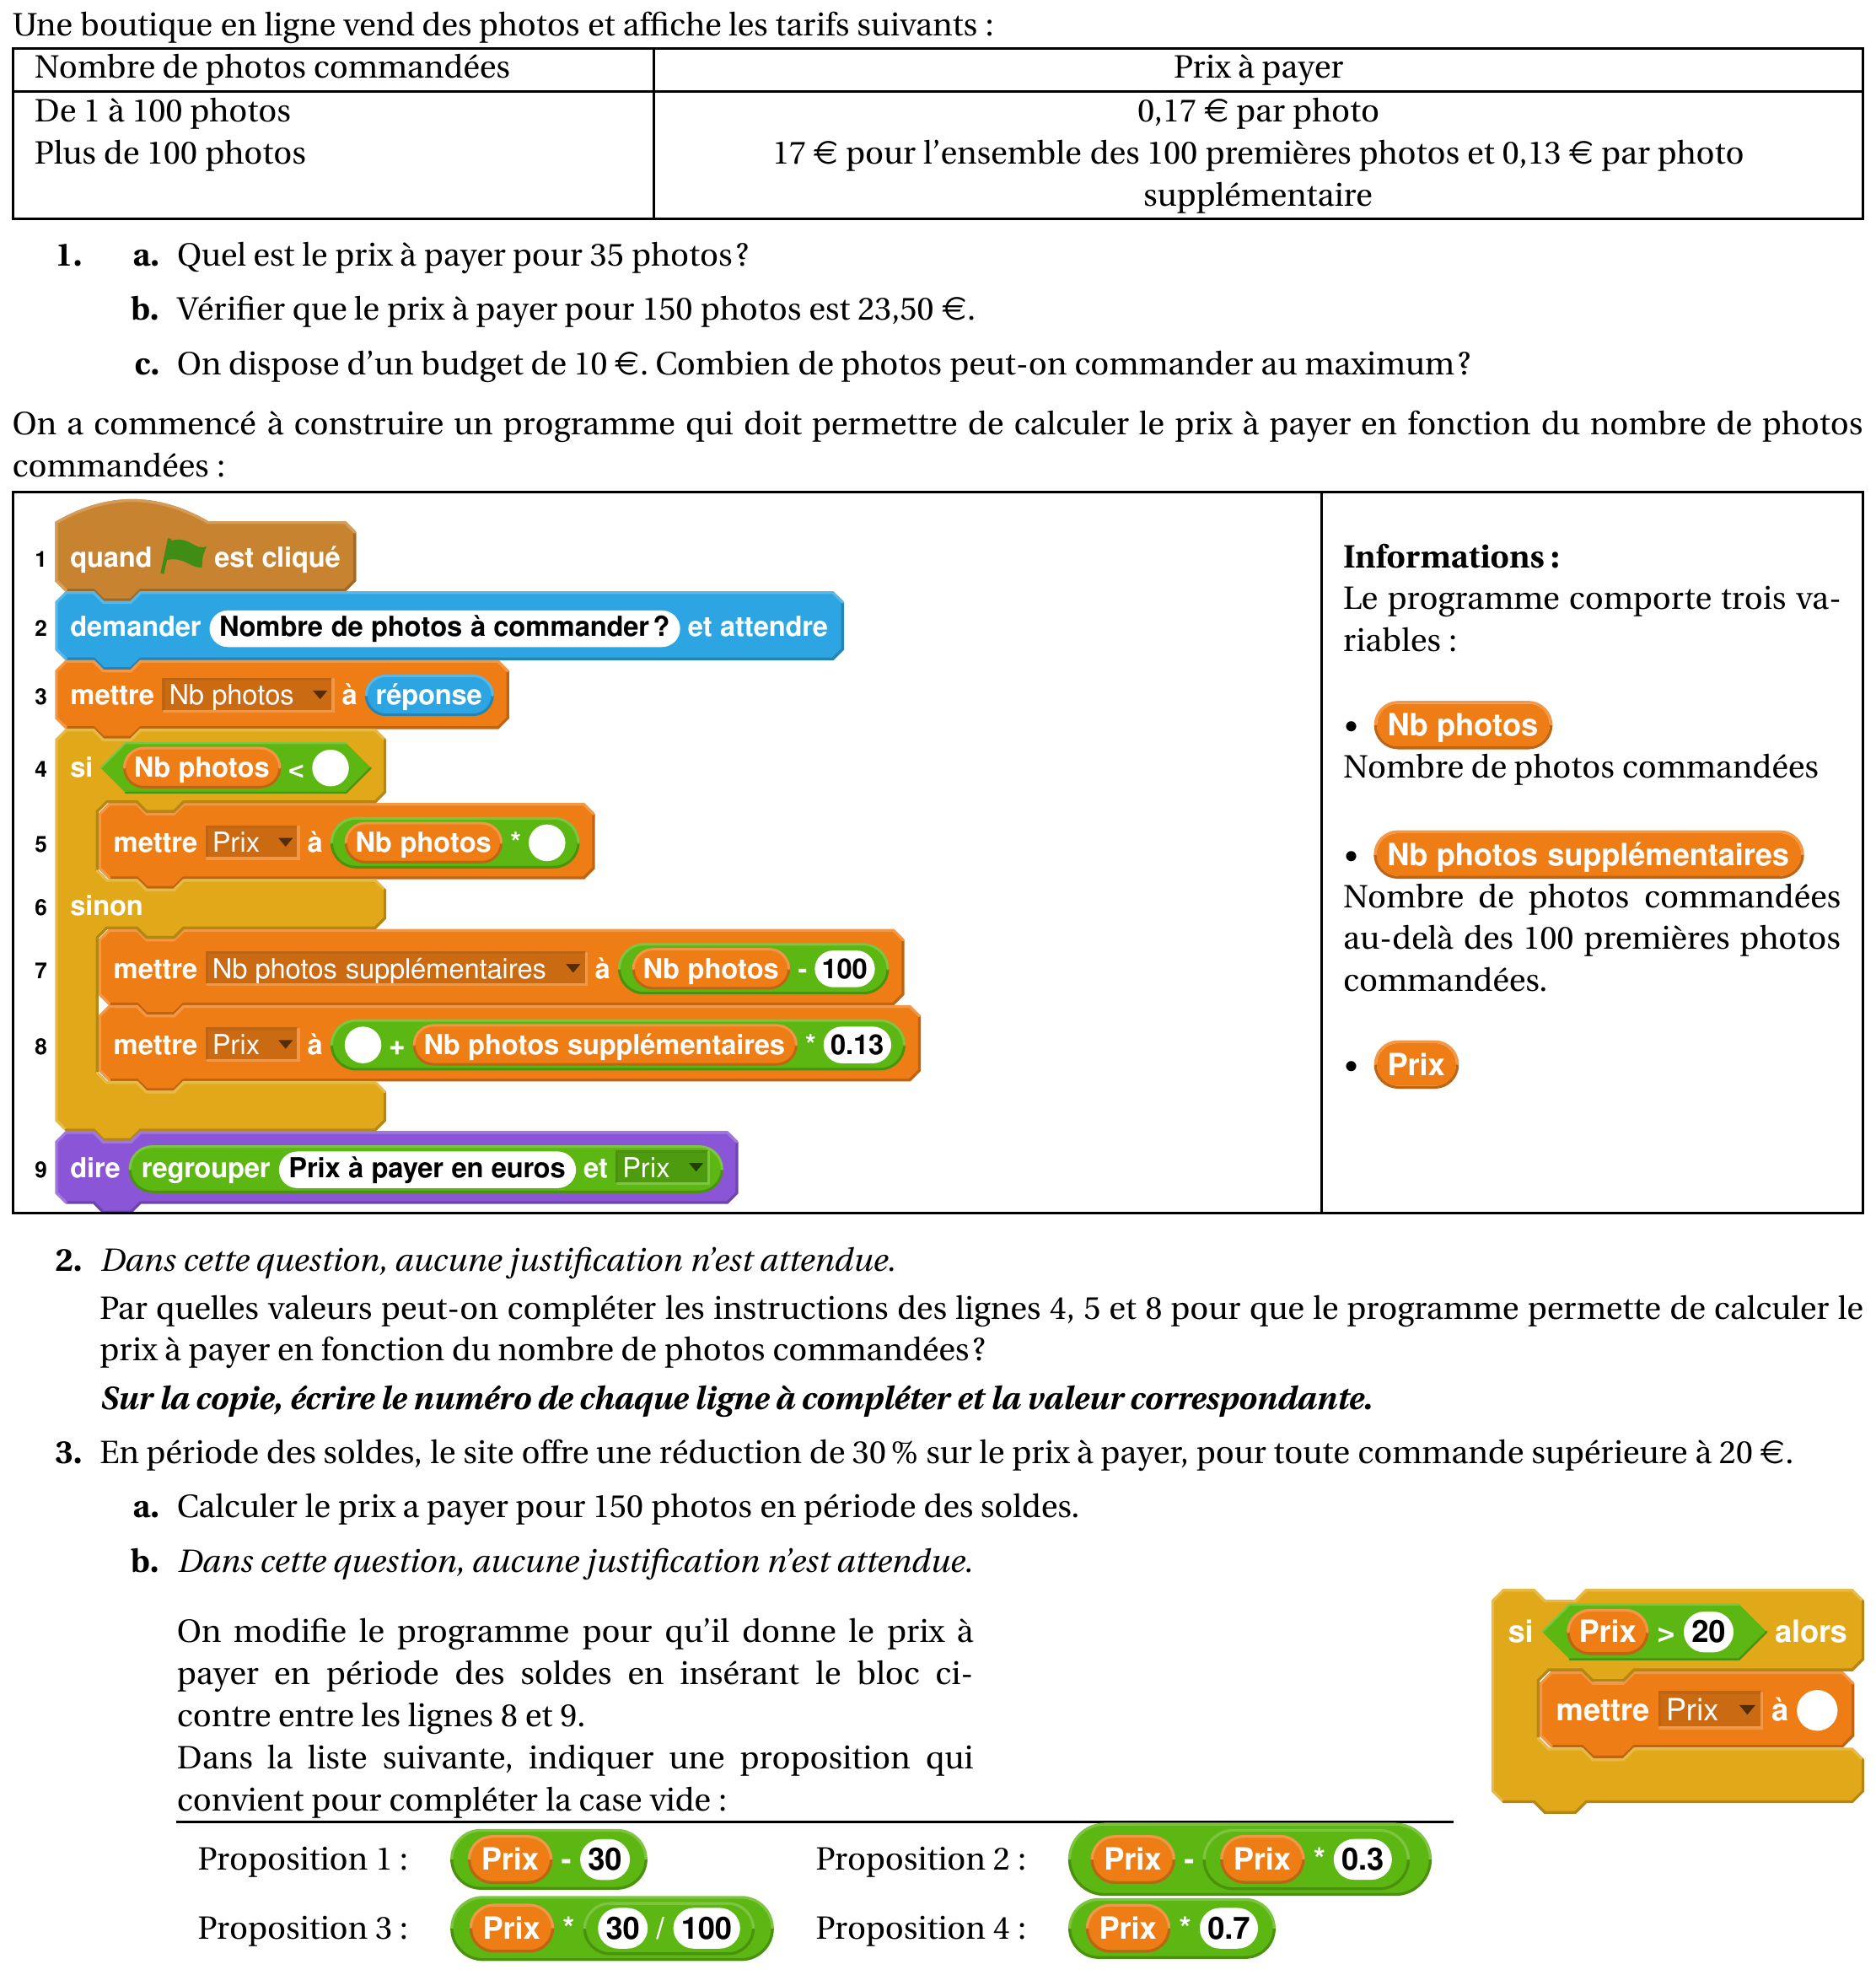 Une boutique en ligne vend des photos et affiche les tarifs suivants :
Nombre de photos commandées Prix à payer
De 1 à 100 photos 0,17 € par photo
Plus de 100 photos 17 € pour l'ensemble des 100 premières photos et 0,13 € par photo
supplémentaire
1. a. Quel est le prix à payer pour 35 photos ?
b. Vérifier que le prix à payer pour 150 photos est 23,50 €.
c. On dispose d'un budget de 10 €. Combien de photos peut-on commander au maximum ?
On a commencé à construire un programme qui doit permettre de calculer le prix à payer en fonction du nombre de photos
commandées :
1 quand est cliqué
2 demander Nombre de photos à commander ? et attendre
3 mettre Nb photos à réponse
4 si Nb photos <
5 mettre Prix à Nb photos *
6 sinon
7 mettre Nb photos supplémentaires à Nb photos - 100
8 mettre Prix à + Nb photos supplémentaires * 0.13
9 dire regrouper Prix à payer en euros et Prix
Informations :
Le programme comporte trois va-
riables :
• Nb photos
Nombre de photos commandées
• Nb photos supplémentaires
Nombre de photos commandées
au-delà des 100 premières photos
commandées.
• Prix
2. Dans cette question, aucune justification n'est attendue.
Par quelles valeurs peut-on compléter les instructions des lignes 4, 5 et 8 pour que le programme permette de calculer le
prix à payer en fonction du nombre de photos commandées ?
Sur la copie, écrire le numéro de chaque ligne à compléter et la valeur correspondante.
3. En période des soldes, le site offre une réduction de 30 % sur le prix à payer, pour toute commande supérieure à 20 €.
a. Calculer le prix a payer pour 150 photos en période des soldes.
b. Dans cette question, aucune justification n'est attendue.
On modifie le programme pour qu'il donne le prix à
payer en période des soldes en insérant le bloc ci-
contre entre les lignes 8 et 9.
Dans la liste suivante, indiquer une proposition qui
convient pour compléter la case vide :
si Prix > 20 alors
mettre Prix à
Proposition 1 : Prix - 30 Proposition 2 : Prix - Prix * 0.3
Proposition 3 : Prix * 30 / 100 Proposition 4 : Prix * 0.7